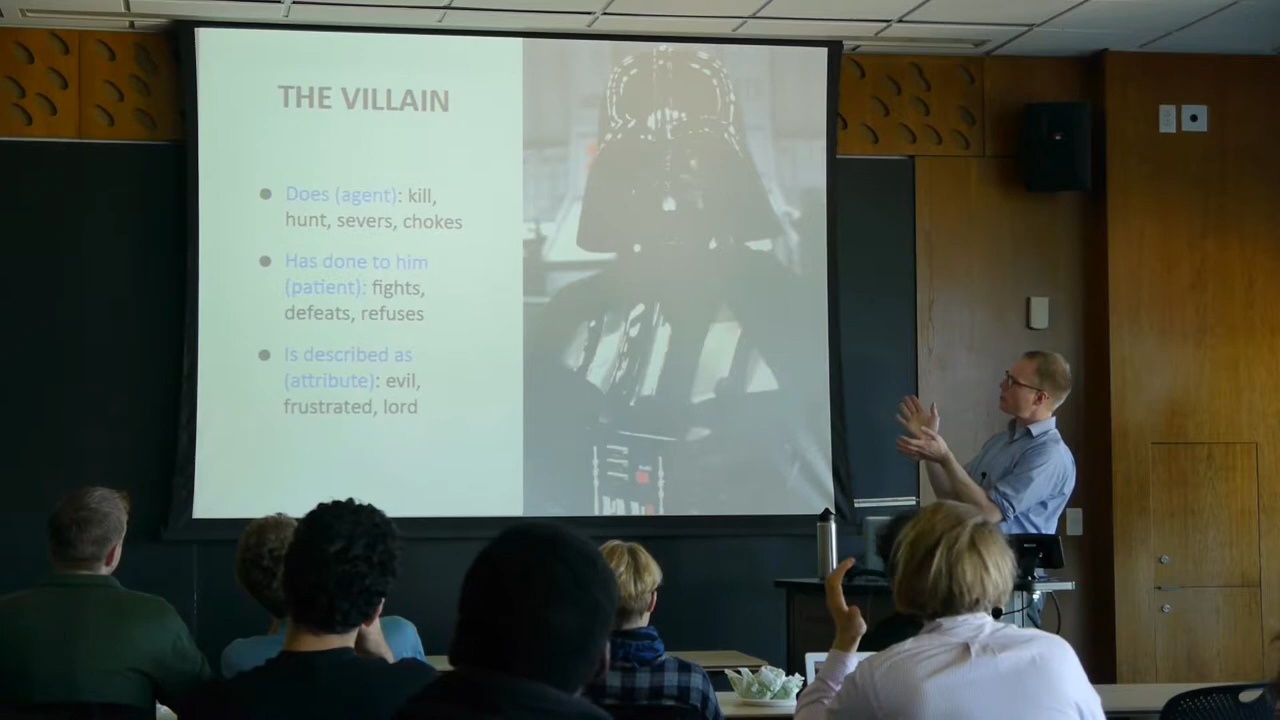 THE VILLAIN
● Does (agent): kill,
hunt, severs, chokes
● Has done to him
(patient): fights,
defeats, refuses
● Is described as
(attribute): evil,
frustrated, lord